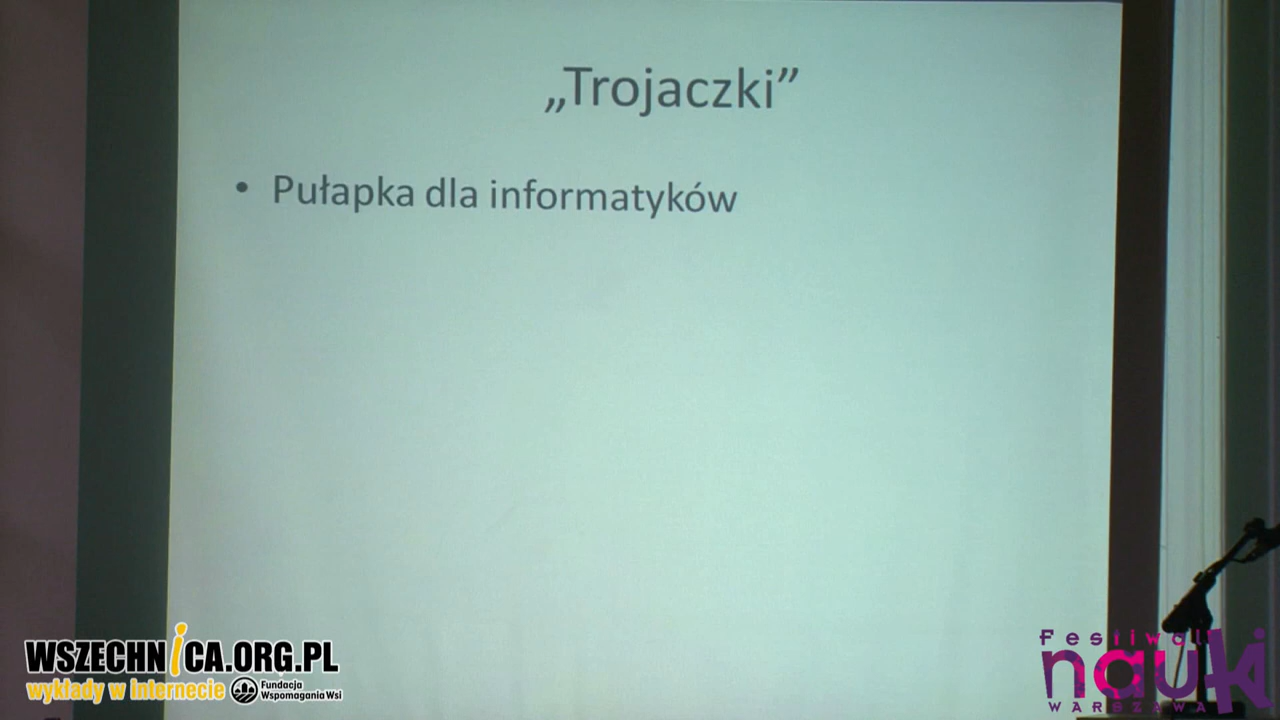 „Trojaczki”
• Pułapka dla informatyków
WSZECHNICA.ORG.PL
wykłady w internecie
Fundacja
Wspomagania Wsi
Festiwal
nauki
WARSZAWA